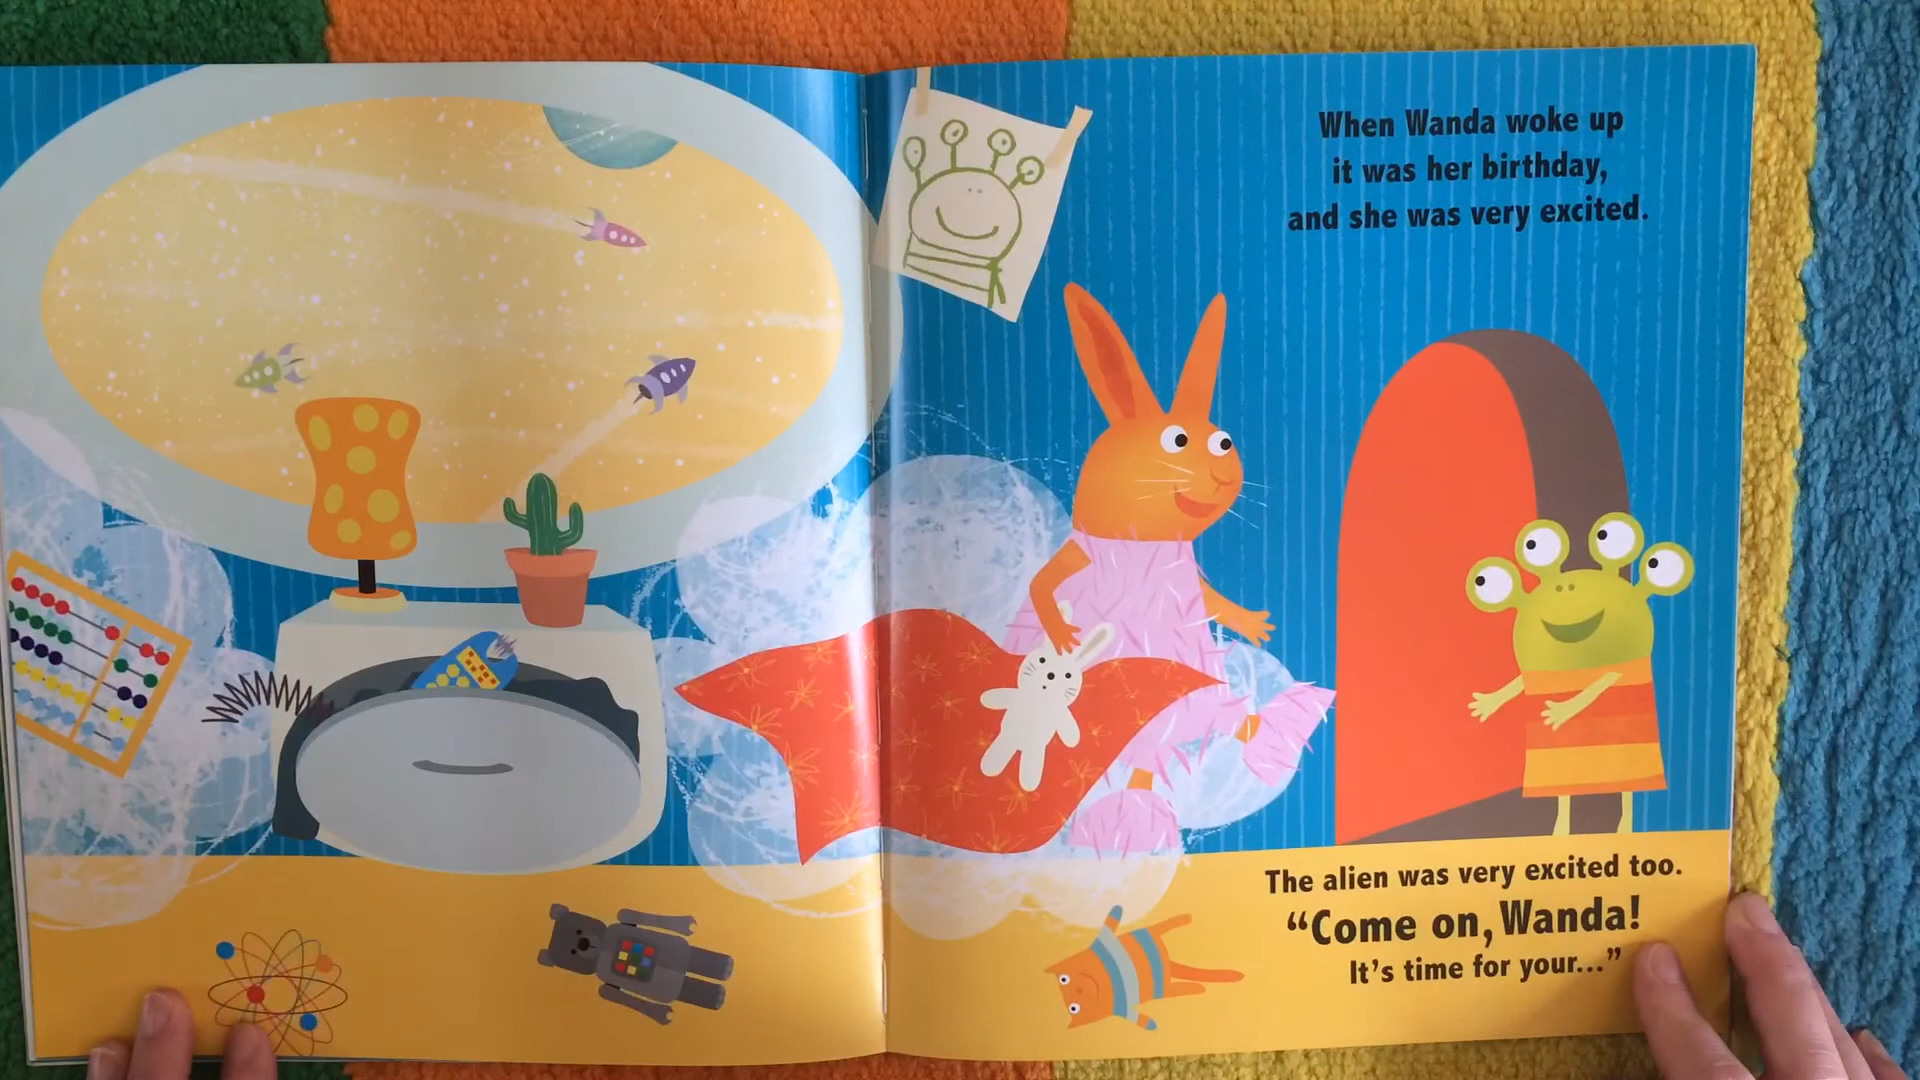 When Wanda woke up
it was her birthday,
and she was very excited.
The alien was very excited too.
“Come on, Wanda!
It’s time for your...”